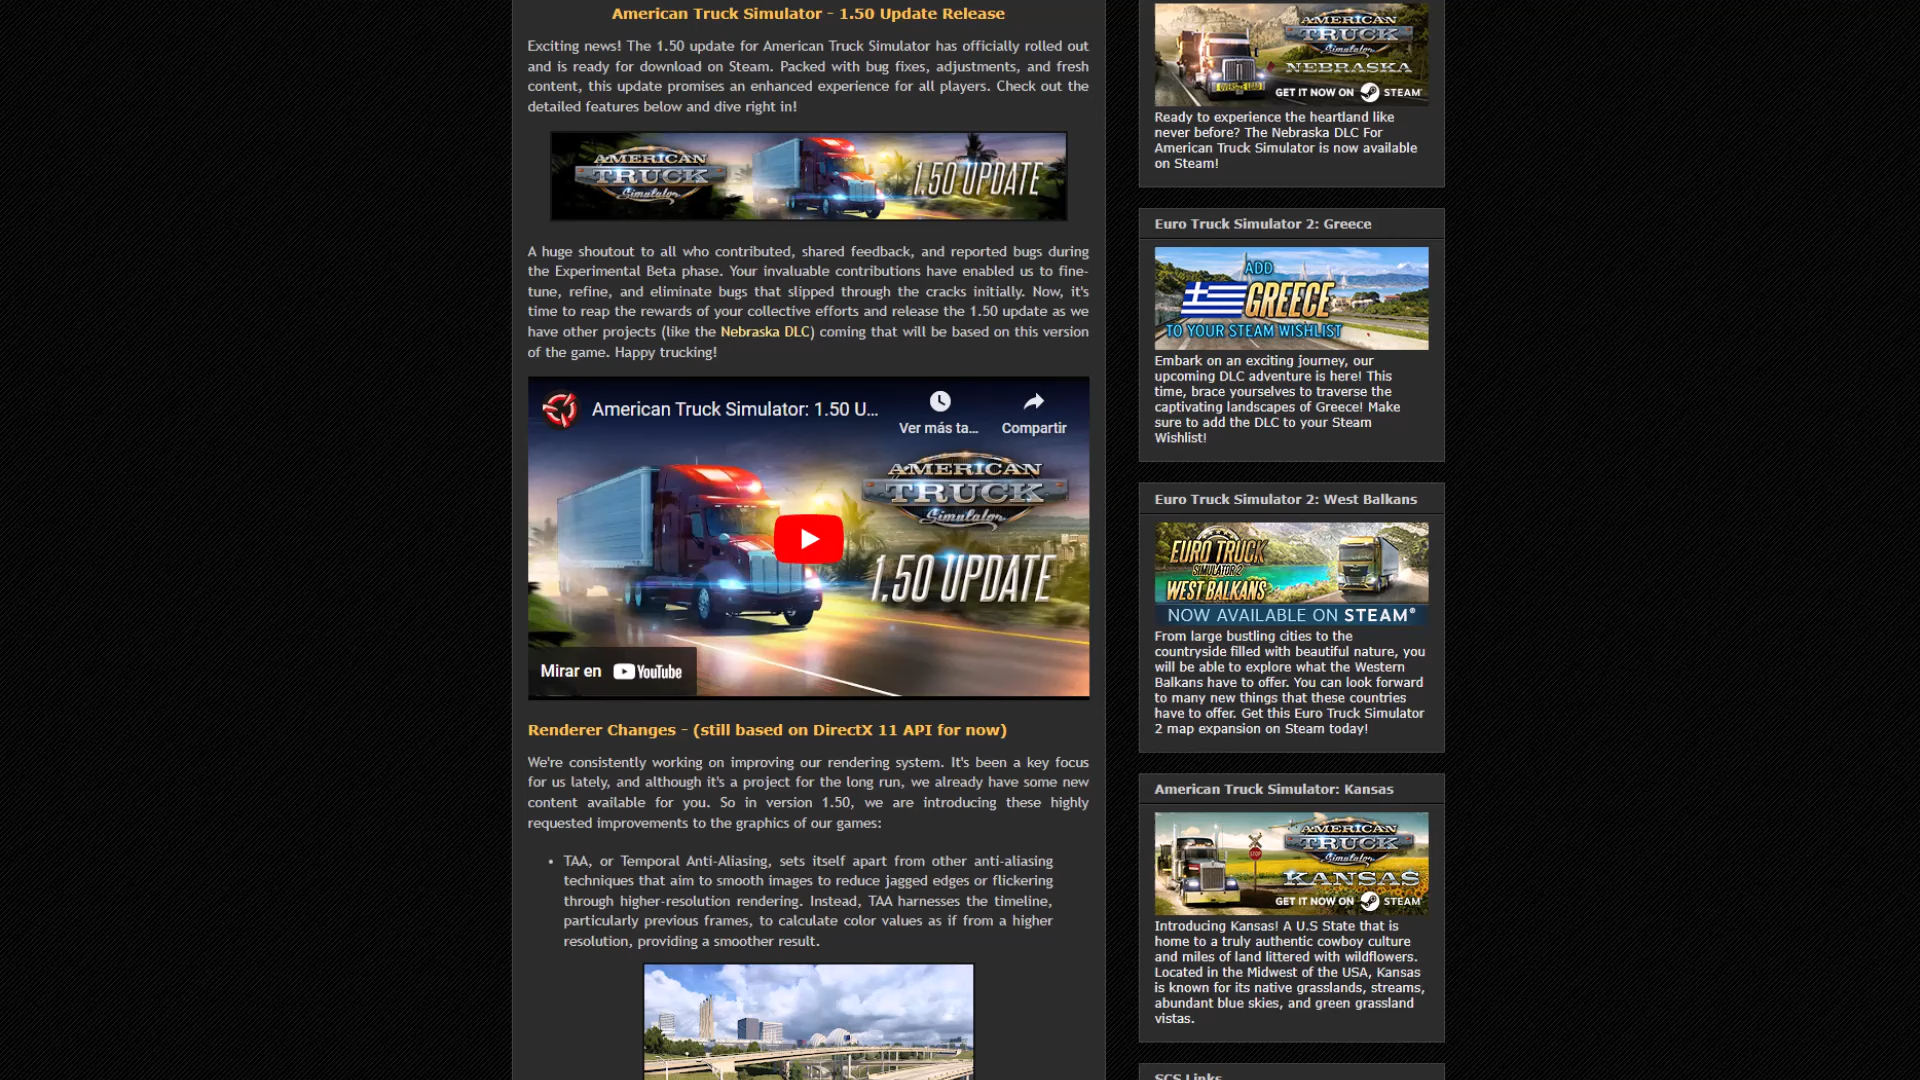 American Truck Simulator - 1.50 Update Release
Exciting news! The 1.50 update for American Truck Simulator has officially rolled out
and is ready for download on Steam. Packed with bug fixes, adjustments, and fresh
content, this update promises an enhanced experience for all players. Check out the
detailed features below and dive right in!
AMERICAN
TRUCK
Simulator
1.50 UPDATE
A huge shoutout to all who contributed, shared feedback, and reported bugs during
the Experimental Beta phase. Your invaluable contributions have enabled us to fine-
tune, refine, and eliminate bugs that slipped through the cracks initially. Now, it's
time to reap the rewards of your collective efforts and release the 1.50 update as we
have other projects (like the Nebraska DLC) coming that will be based on this version
of the game. Happy trucking!
American Truck Simulator: 1.50 U...
Ver más ta...
Compartir
AMERICAN
TRUCK
Simulator
1.50 UPDATE
Mirar en YouTube
Renderer Changes - (still based on DirectX 11 API for now)
We're consistently working on improving our rendering system. It's been a key focus
for us lately, and although it's a project for the long run, we already have some new
content available for you. So in version 1.50, we are introducing these highly
requested improvements to the graphics of our games:
• TAA, or Temporal Anti-Aliasing, sets itself apart from other anti-aliasing
techniques that aim to smooth images to reduce jagged edges or flickering
through higher-resolution rendering. Instead, TAA harnesses the timeline,
particularly previous frames, to calculate color values as if from a higher
resolution, providing a smoother result.
AMERICAN
TRUCK
Simulator
NEBRASKA
OVERSIZE LOAD
GET IT NOW ON STEAM
Ready to experience the heartland like
never before? The Nebraska DLC For
American Truck Simulator is now available
on Steam!
Euro Truck Simulator 2: Greece
ADD
GREECE
TO YOUR STEAM WISHLIST
Embark on an exciting journey, our
upcoming DLC adventure is here! This
time, brace yourselves to traverse the
captivating landscapes of Greece! Make
sure to add the DLC to your Steam
Wishlist!
Euro Truck Simulator 2: West Balkans
EURO TRUCK
SIMULATOR 2
WEST BALKANS
NOW AVAILABLE ON STEAM®
From large bustling cities to the
countryside filled with beautiful nature, you
will be able to explore what the Western
Balkans have to offer. You can look forward
to many new things that these countries
have to offer. Get this Euro Truck Simulator
2 map expansion on Steam today!
American Truck Simulator: Kansas
AMERICAN
TRUCK
Simulator
KANSAS
STOP
GET IT NOW ON STEAM
Introducing Kansas! A U.S State that is
home to a truly authentic cowboy culture
and miles of land littered with wildflowers.
Located in the Midwest of the USA, Kansas
is known for its native grasslands, streams,
abundant blue skies, and green grassland
vistas.
SCS Links